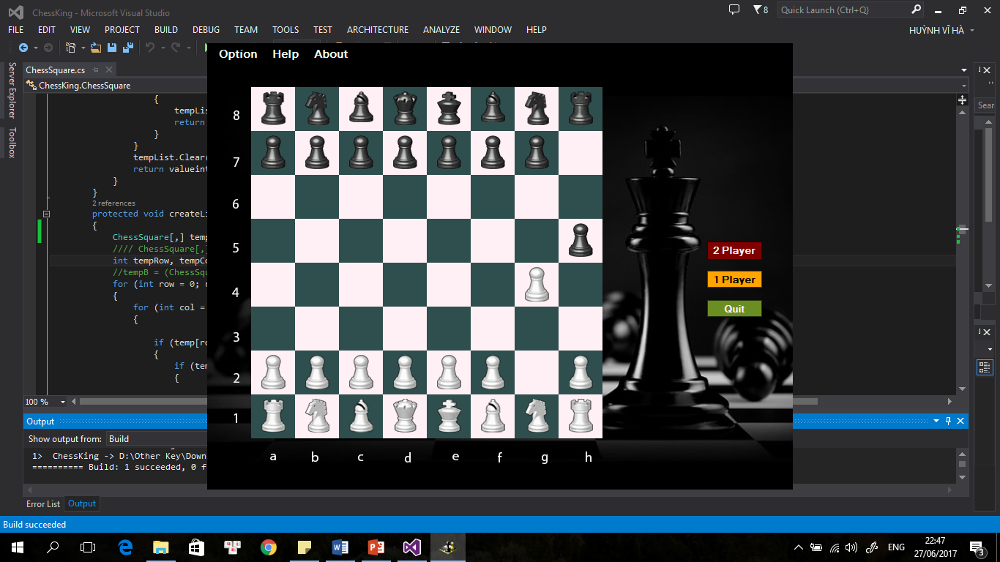 ChessKing - Microsoft Visual Studio
8
Quick Launch (Ctrl+Q)
FILE EDIT VIEW PROJECT BUILD DEBUG TEAM TOOLS TEST ARCHITECTURE ANALYZE WINDOW HELP
HUỲNH VĨ HÀ
Server Explorer
Toolbox
ChessSquare.cs
ChessKing.ChessSquare
{
tempLis
return
}
}
tempList.Clear(
return valueint
}
}
2 references
protected void createLi
{
ChessSquare[,] temp
//// ChessSquare[,]
int tempRow, tempCo
//tempB = (ChessSqu
for (int row = 0; r
{
for (int col =
{
if (temp[ro
{
if (tem
{
100 %
Option Help About
8
7
6
5
4
3
2
1
a b c d e f g h
2 Player
1 Player
Quit
Sear
Output
Show output from: Build
1> ChessKing -> D:\Other Key\Down
========== Build: 1 succeeded, 0 f
Error List Output
Build succeeded
ENG
22:47
27/06/2017
3